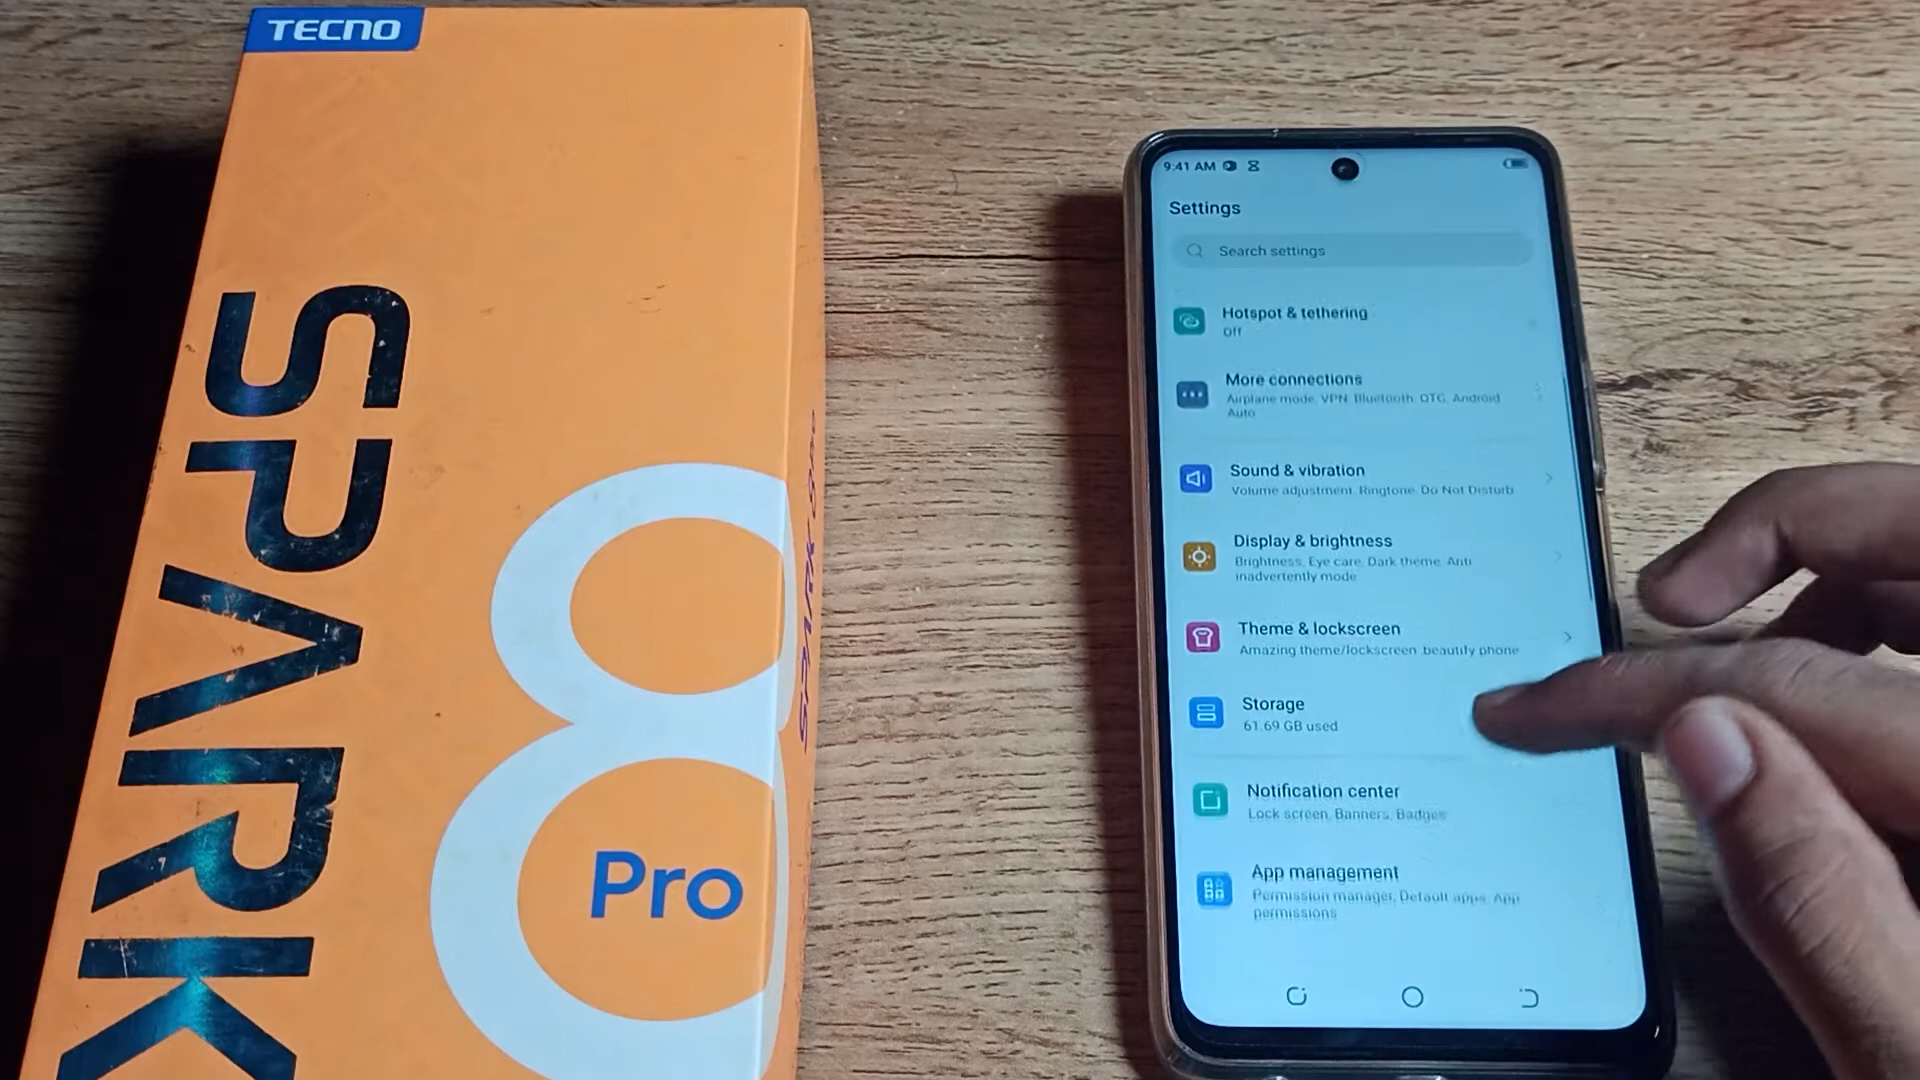 TECNO
SPARK
8
Pro
SPARK 8 Pro
9:41 AM
Settings
Search settings
Hotspot & tethering
Off
More connections
Airplane mode, VPN, Bluetooth, OTG, Android
Auto
Sound & vibration
Volume adjustment, Ringtone, Do Not Disturb
Display & brightness
Brightness, Eye care, Dark theme, Anti
inadvertently mode
Theme & lockscreen
Amazing theme/lockscreen ,beautify phone
Storage
61.69 GB used
Notification center
Lock screen, Banners, Badges
App management
Permission manager, Default apps, App
permissions